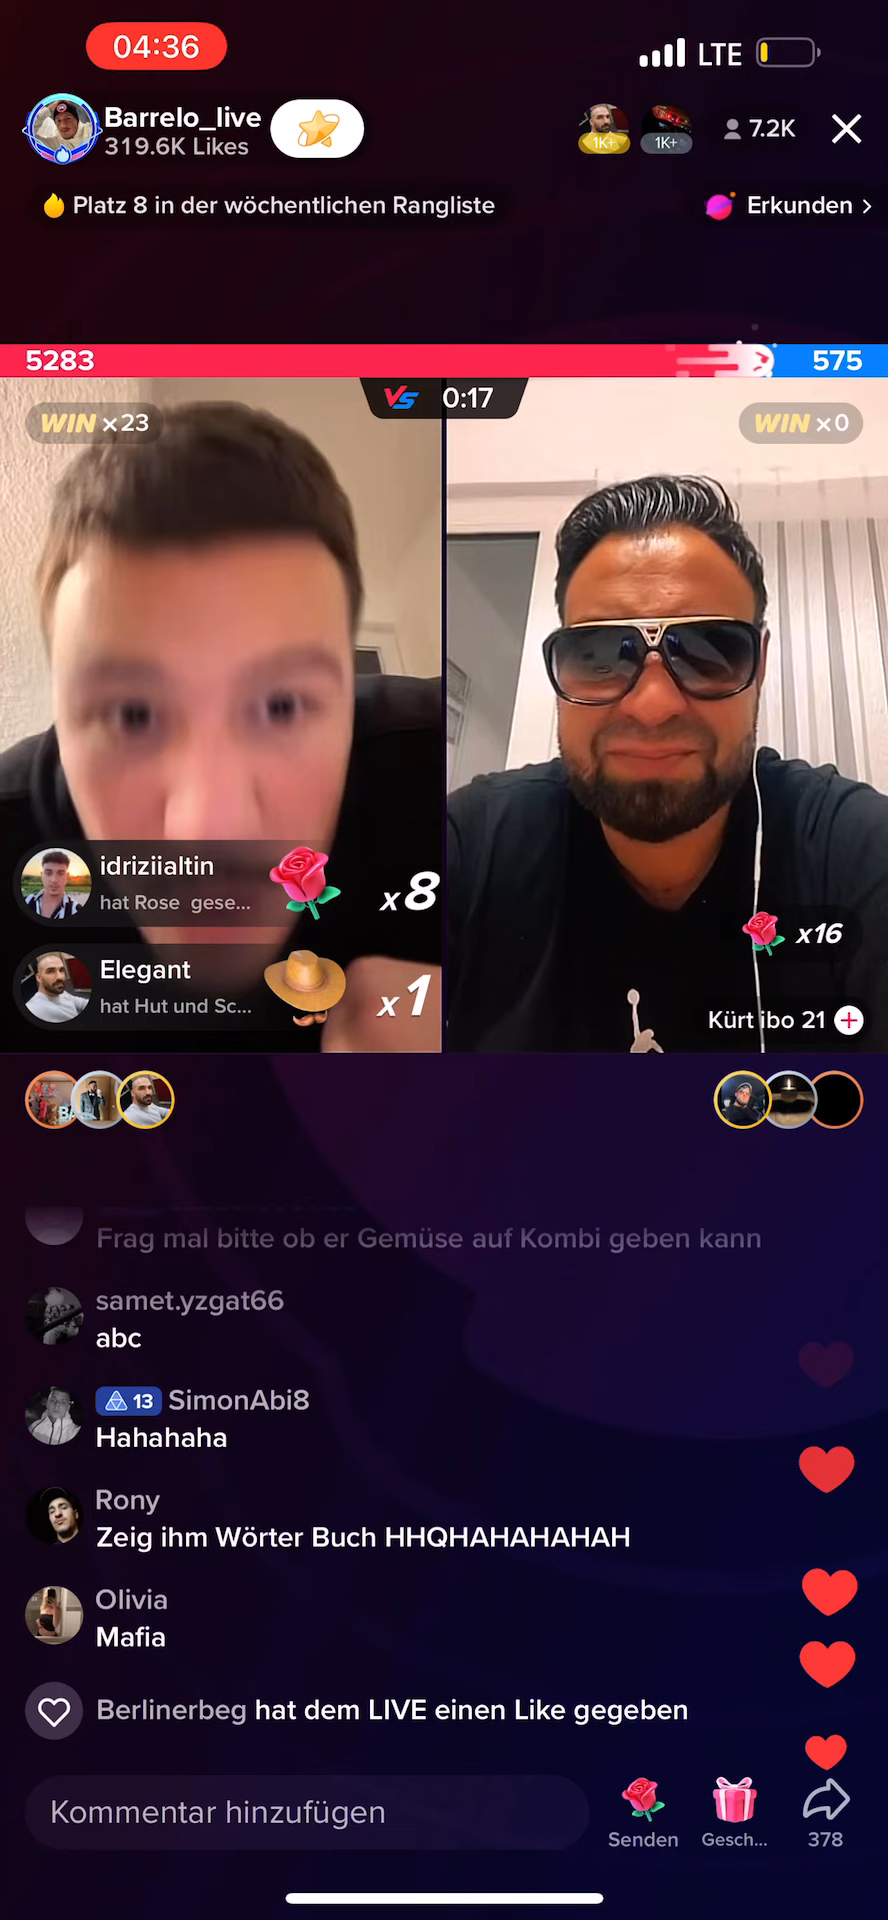 04:36
LTE
Barrelo_live
319.6K Likes
1K+
1K+
7.2K
Platz 8 in der wöchentlichen Rangliste
Erkunden >
5283
575
VS 0:17
WIN x23
WIN x0
idriziialtin
hat Rose gese...
x8
Elegant
hat Hut und Sc...
x1
x16
Kürt ibo 21
Frag mal bitte ob er Gemüse auf Kombi geben kann
samet.yzgat66
abc
13 SimonAbi8
Hahahaha
Rony
Zeig ihm Wörter Buch HHQHAHAHAHAH
Olivia
Mafia
Berlinerbeg hat dem LIVE einen Like gegeben
Kommentar hinzufügen
Senden
Gesch...
378